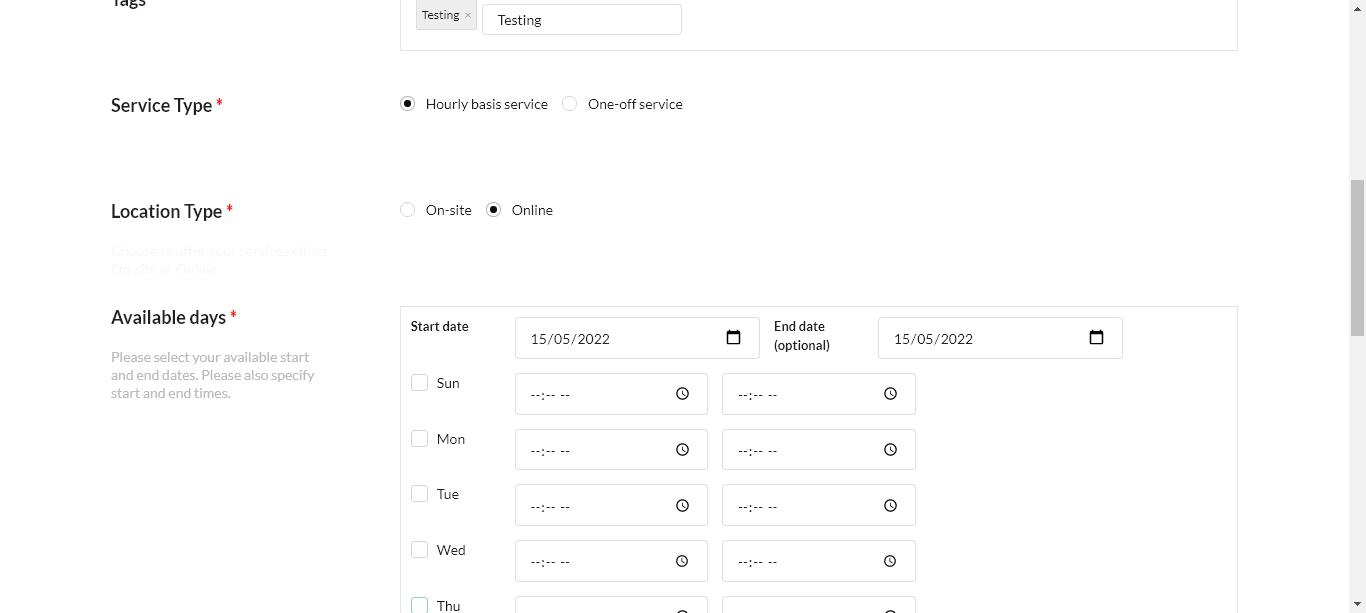 Tags
Testing ×
Testing
Service Type *
Hourly basis service
One-off service
Location Type *
On-site
Online
Choose to offer your services either
On-site or Online
Available days *
Please select your available start
and end dates. Please also specify
start and end times.
Start date
15/05/2022
End date
(optional)
15/05/2022
Sun
--:-- --
--:-- --
Mon
--:-- --
--:-- --
Tue
--:-- --
--:-- --
Wed
--:-- --
--:-- --
Thu